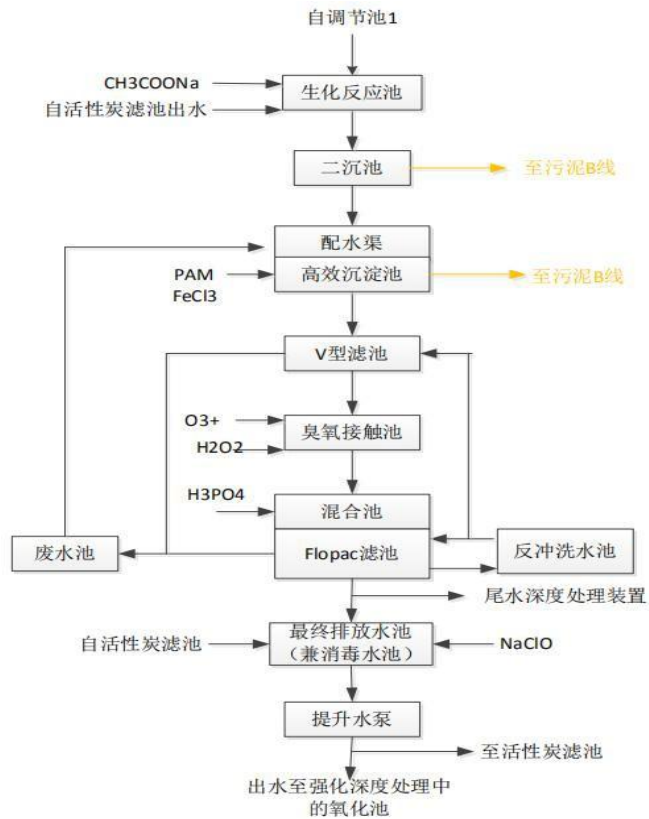 自调节池1
CH3COONa
生化反应池
自活性炭滤池出水
二沉池
至污泥B线
配水渠
PAM
高效沉淀池
至污泥B线
FeCl3
V型滤池
O3+
臭氧接触池
H2O2
H3PO4
混合池
废水池
Flopac滤池
反冲洗水池
尾水深度处理装置
自活性炭滤池
最终排放水池
（兼消毒水池）
NaClO
提升水泵
至活性炭滤池
出水至强化深度处理中
的氧化池